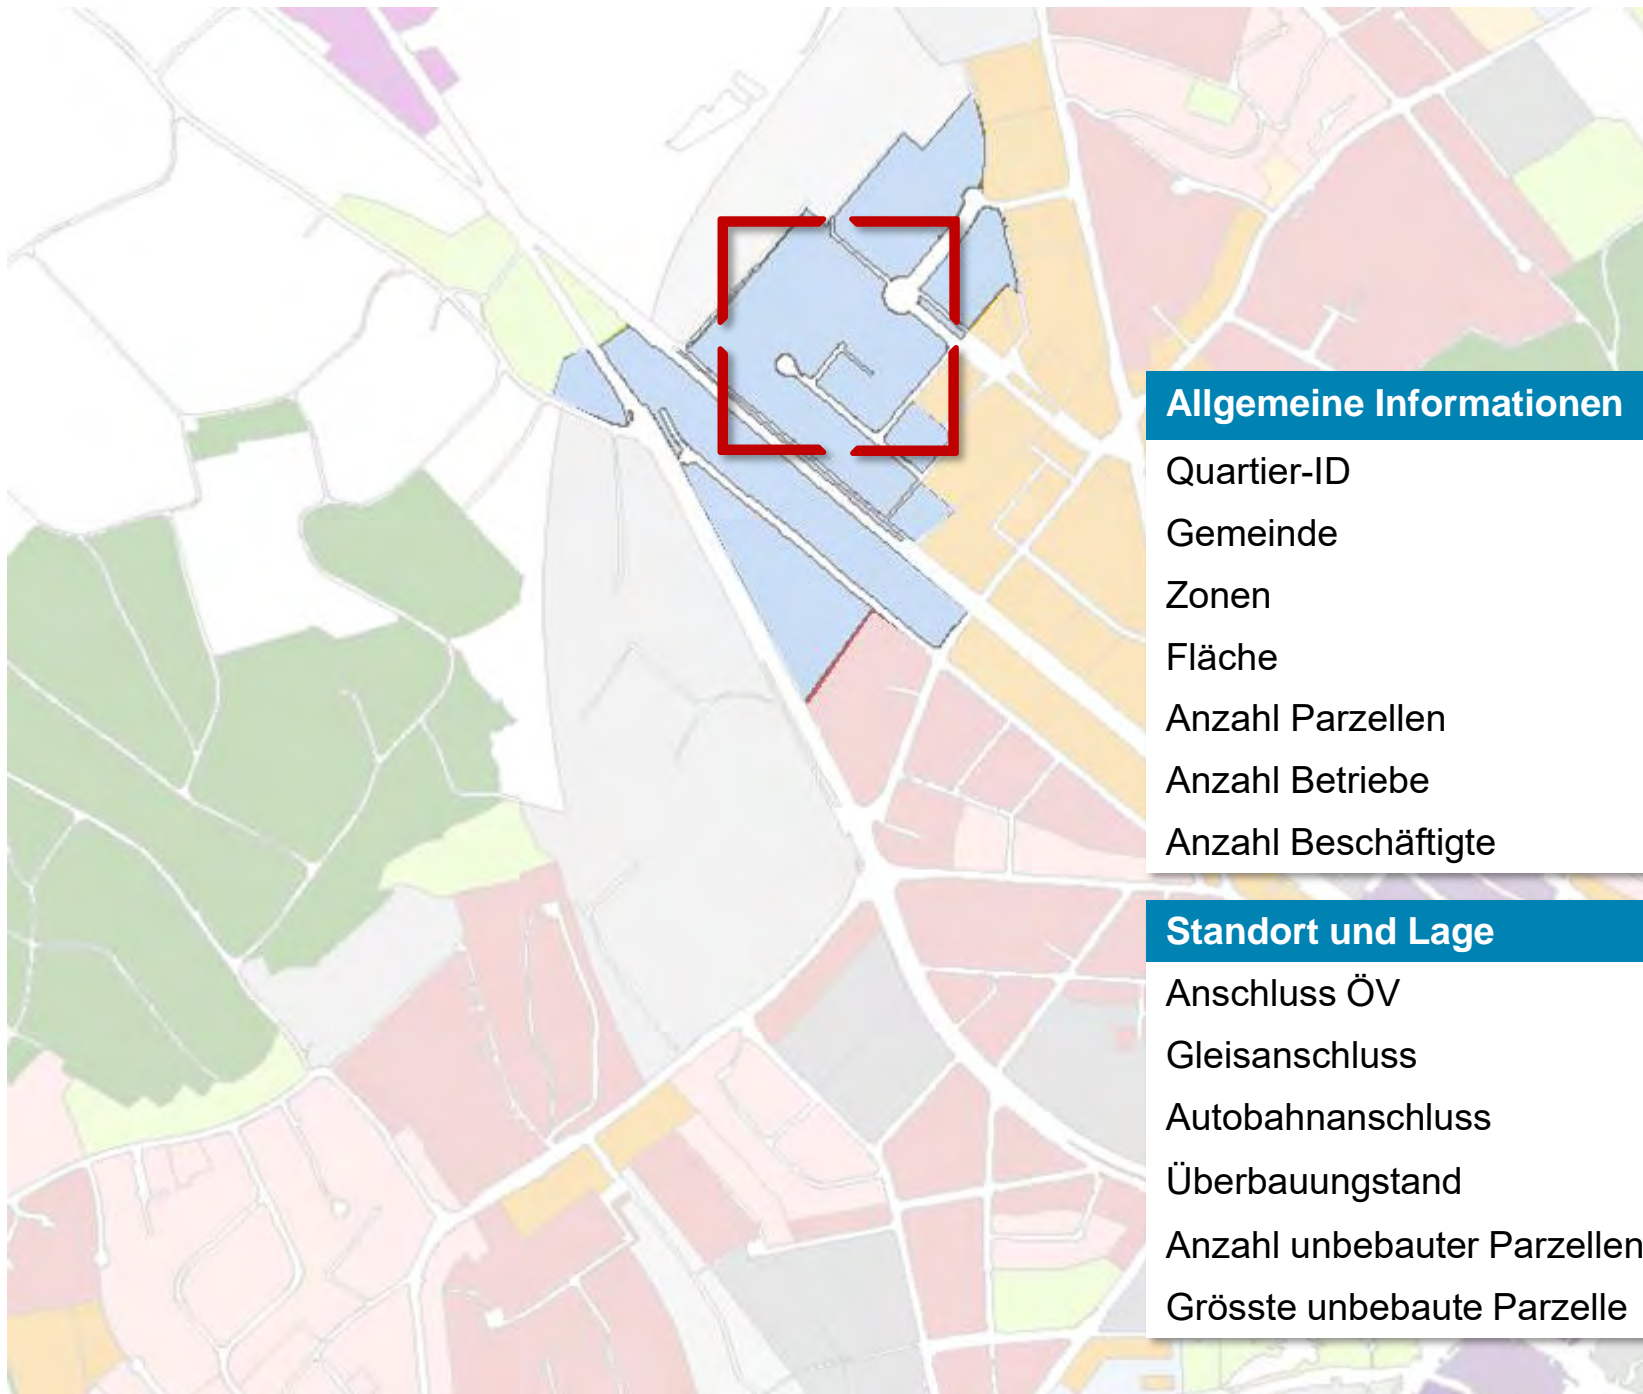 Allgemeine Informationen
Quartier-ID
Gemeinde
Zonen
Fläche
Anzahl Parzellen
Anzahl Betriebe
Anzahl Beschäftigte
Standort und Lage
Anschluss ÖV
Gleisanschluss
Autobahnanschluss
Überbauungstand
Anzahl unbebauter Parzellen
Grösste unbebaute Parzelle